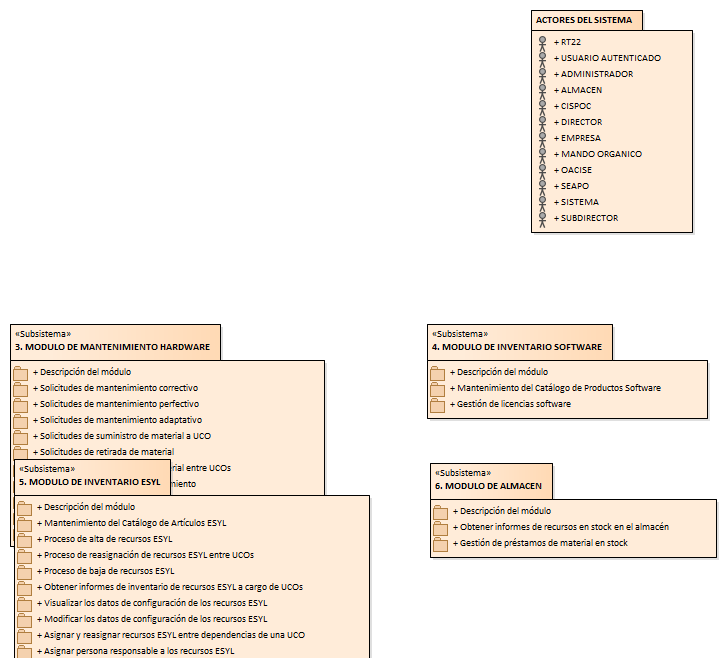 ACTORES DEL SISTEMA
+ RT22
+ USUARIO AUTENTICADO
+ ADMINISTRADOR
+ ALMACEN
+ CISPOC
+ DIRECTOR
+ EMPRESA
+ MANDO ORGANICO
+ OACISE
+ SEAPO
+ SISTEMA
+ SUBDIRECTOR
«Subsistema»
3. MODULO DE MANTENIMIENTO HARDWARE
+ Descripción del módulo
+ Solicitudes de mantenimiento correctivo
+ Solicitudes de mantenimiento perfectivo
+ Solicitudes de mantenimiento adaptativo
+ Solicitudes de suministro de material a UCO
+ Solicitudes de retirada de material
entre UCOs
«Subsistema»
4. MODULO DE INVENTARIO SOFTWARE
+ Descripción del módulo
+ Mantenimiento del Catálogo de Productos Software
+ Gestión de licencias software
«Subsistema»
5. MODULO DE INVENTARIO ESYL
+ Descripción del módulo
+ Mantenimiento del Catálogo de Artículos ESYL
+ Proceso de alta de recursos ESYL
+ Proceso de reasignación de recursos ESYL entre UCOs
+ Proceso de baja de recursos ESYL
+ Obtener informes de inventario de recursos ESYL a cargo de UCOs
+ Visualizar los datos de configuración de los recursos ESYL
+ Modificar los datos de configuración de los recursos ESYL
+ Asignar y reasignar recursos ESYL entre dependencias de una UCO
+ Asignar persona responsable a los recursos ESYL
«Subsistema»
6. MODULO DE ALMACEN
+ Descripción del módulo
+ Obtener informes de recursos en stock en el almacén
+ Gestión de préstamos de material en stock